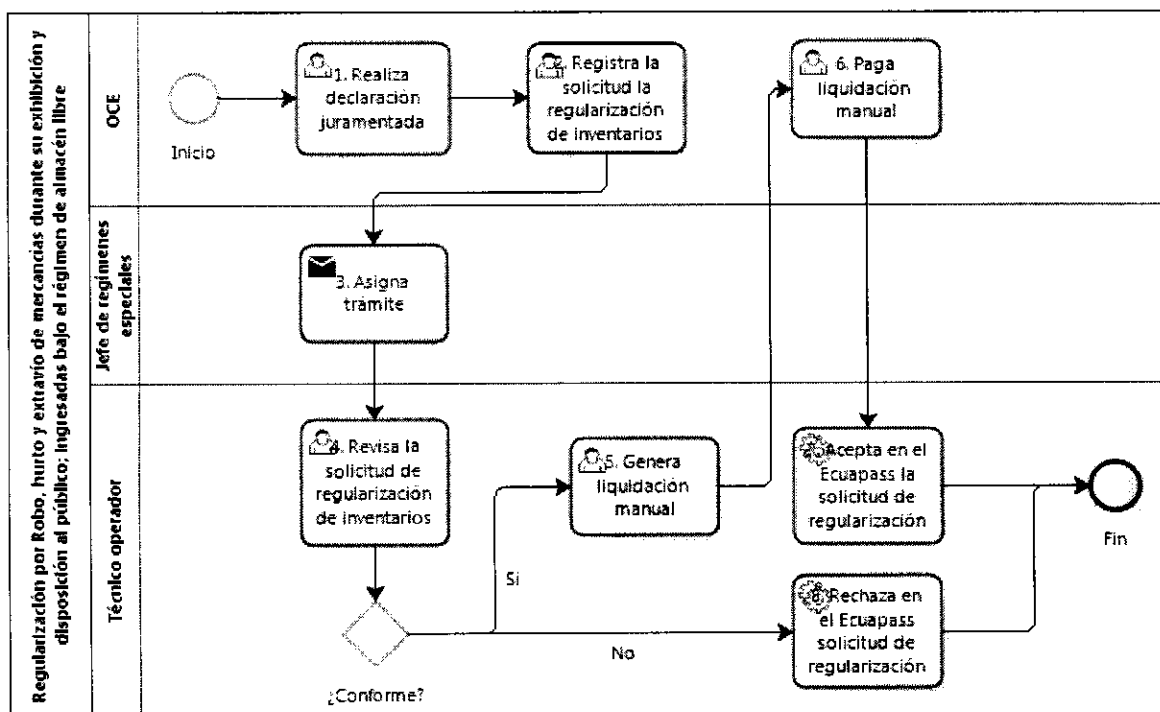 Regularización por Robo, hurto y extravío de mercancías durante su exhibición y
disposición al público; Ingresadas bajo el régimen de almacén libre
OCE
Inicio
1. Realiza
declaración
juramentada
2. Registra la
solicitud la
regularización
de inventarios
6. Paga
liquidación
manual
Jefe de regímenes
especiales
3. Asigna
trámite
Técnico operador
4. Revisa la
solicitud de
regularización
de inventarios
¿Conforme?
Si
No
5. Genera
liquidación
manual
Acepta en el
Ecuapass la
solicitud de
regularización
Rechaza en
el Ecuapass
solicitud de
regularización
Fin